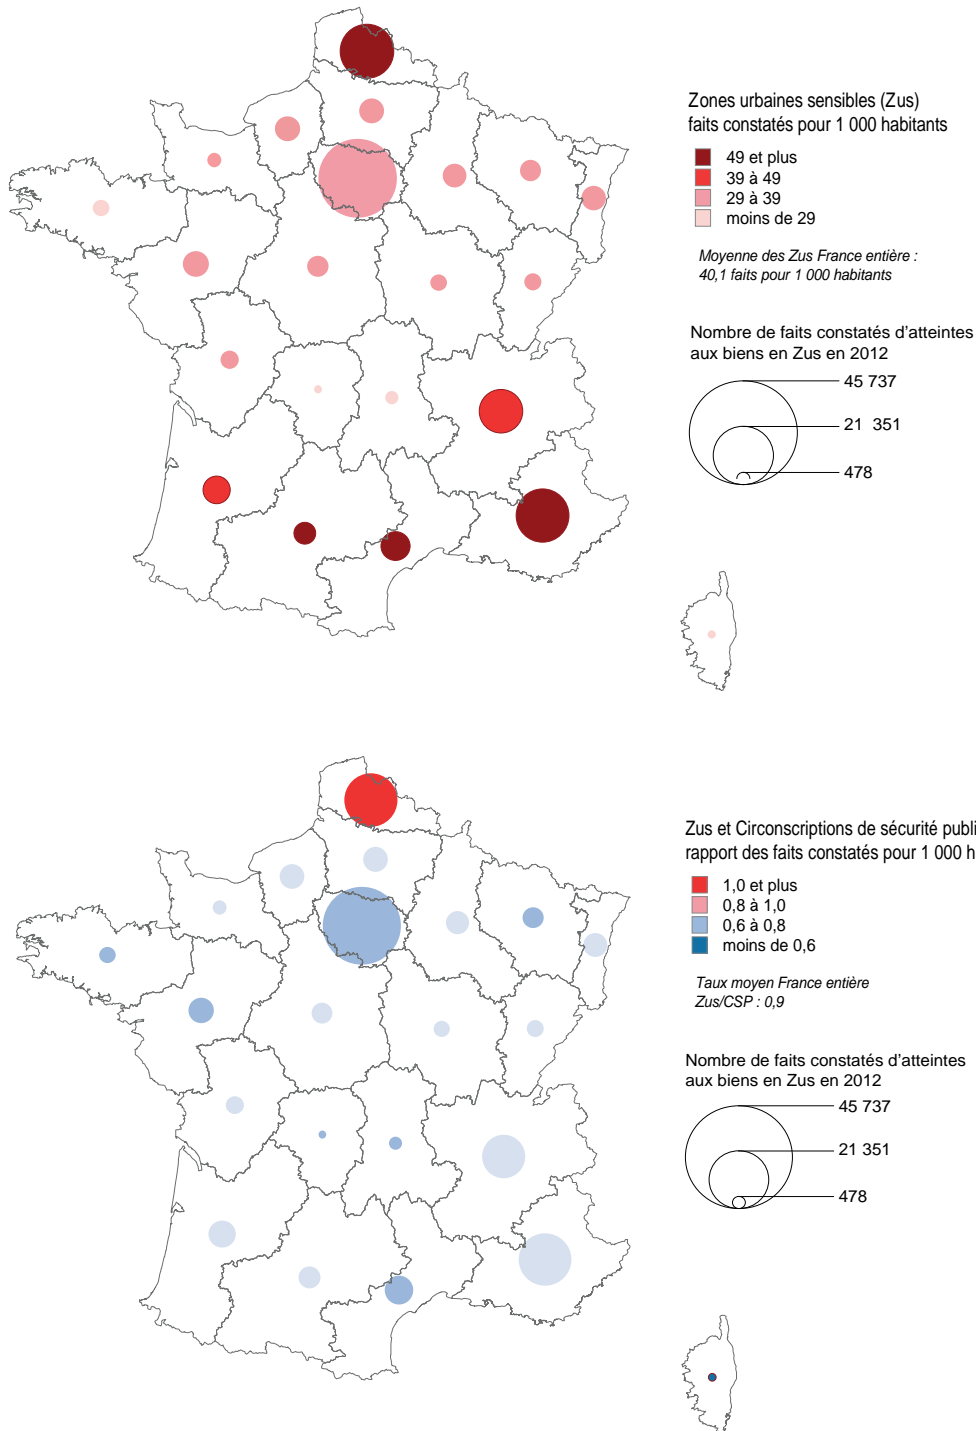 Zones urbaines sensibles (Zus)
faits constatés pour 1 000 habitants
49 et plus
39 à 49
29 à 39
moins de 29
Moyenne des Zus France entière :
40,1 faits pour 1 000 habitants
Nombre de faits constatés d'atteintes
aux biens en Zus en 2012
45 737
21 351
478
Zus et Circonscriptions de sécurité publi
rapport des faits constatés pour 1 000 h
1,0 et plus
0,8 à 1,0
0,6 à 0,8
moins de 0,6
Taux moyen France entière
Zus/CSP : 0,9
Nombre de faits constatés d'atteintes
aux biens en Zus en 2012
45 737
21 351
478